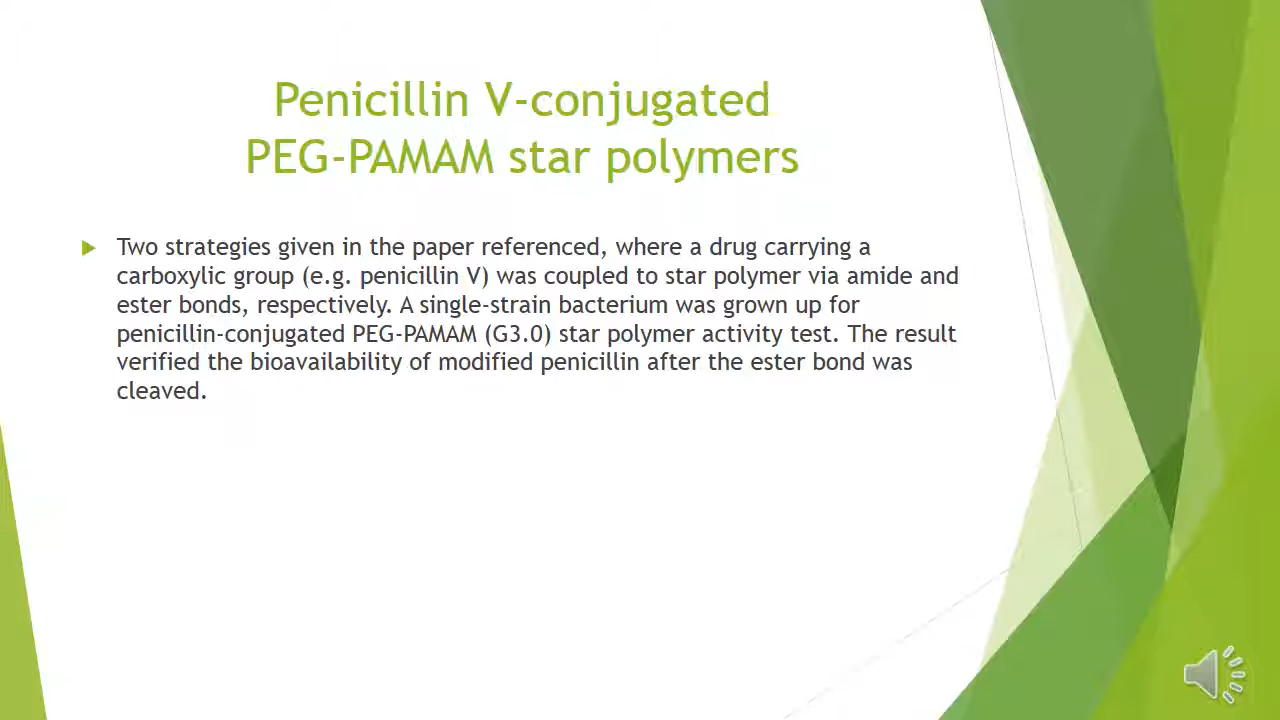 Penicillin V-conjugated
PEG-PAMAM star polymers
Two strategies given in the paper referenced, where a drug carrying a
carboxylic group (e.g. penicillin V) was coupled to star polymer via amide and
ester bonds, respectively. A single-strain bacterium was grown up for
penicillin-conjugated PEG-PAMAM (G3.0) star polymer activity test. The result
verified the bioavailability of modified penicillin after the ester bond was
cleaved.